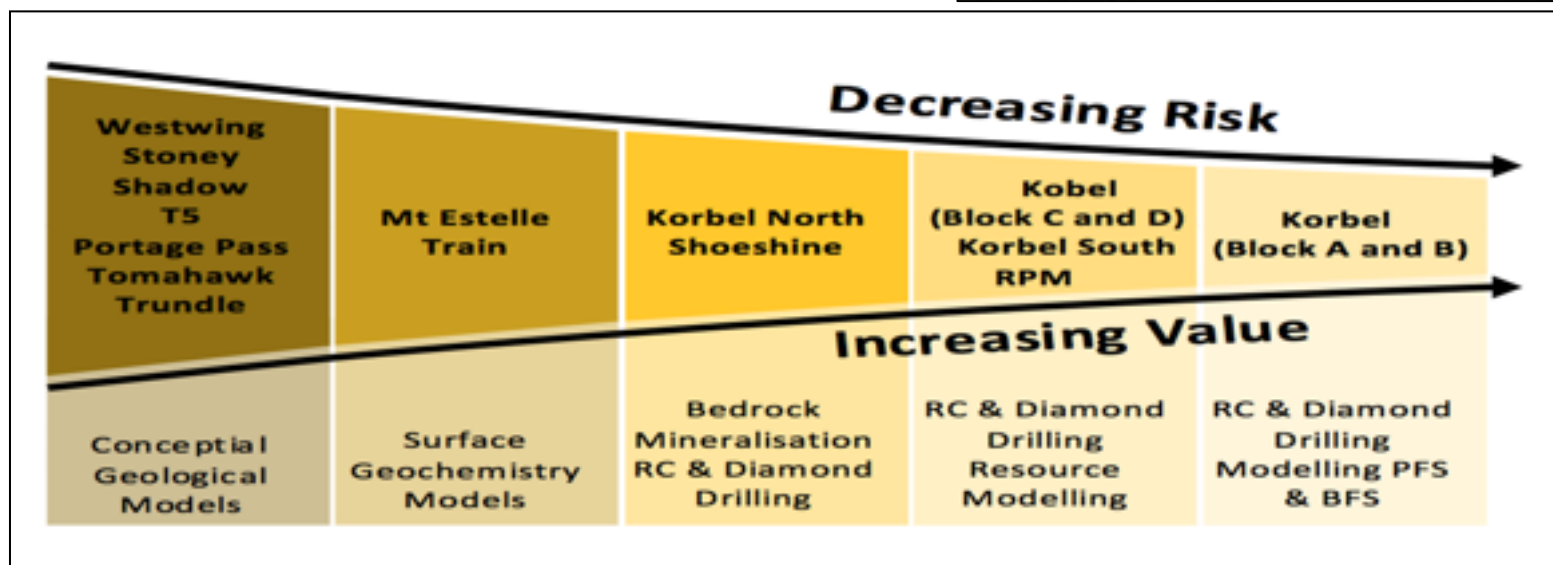 Decreasing Risk
Westwing
Stoney
Shadow
T5
Portage Pass
Tomahawk
Trundle
Mt Estelle
Train
Korbel North
Shoeshine
Kobel
(Block C and D)
Korbel South
RPM
Korbel
(Block A and B)
Increasing Value
Conceptial
Geological
Models
Surface
Geochemistry
Models
Bedrock
Mineralisation
RC & Diamond
Drilling
RC & Diamond
Drilling
Resource
Modelling
RC & Diamond
Drilling
Modelling PFS
& BFS